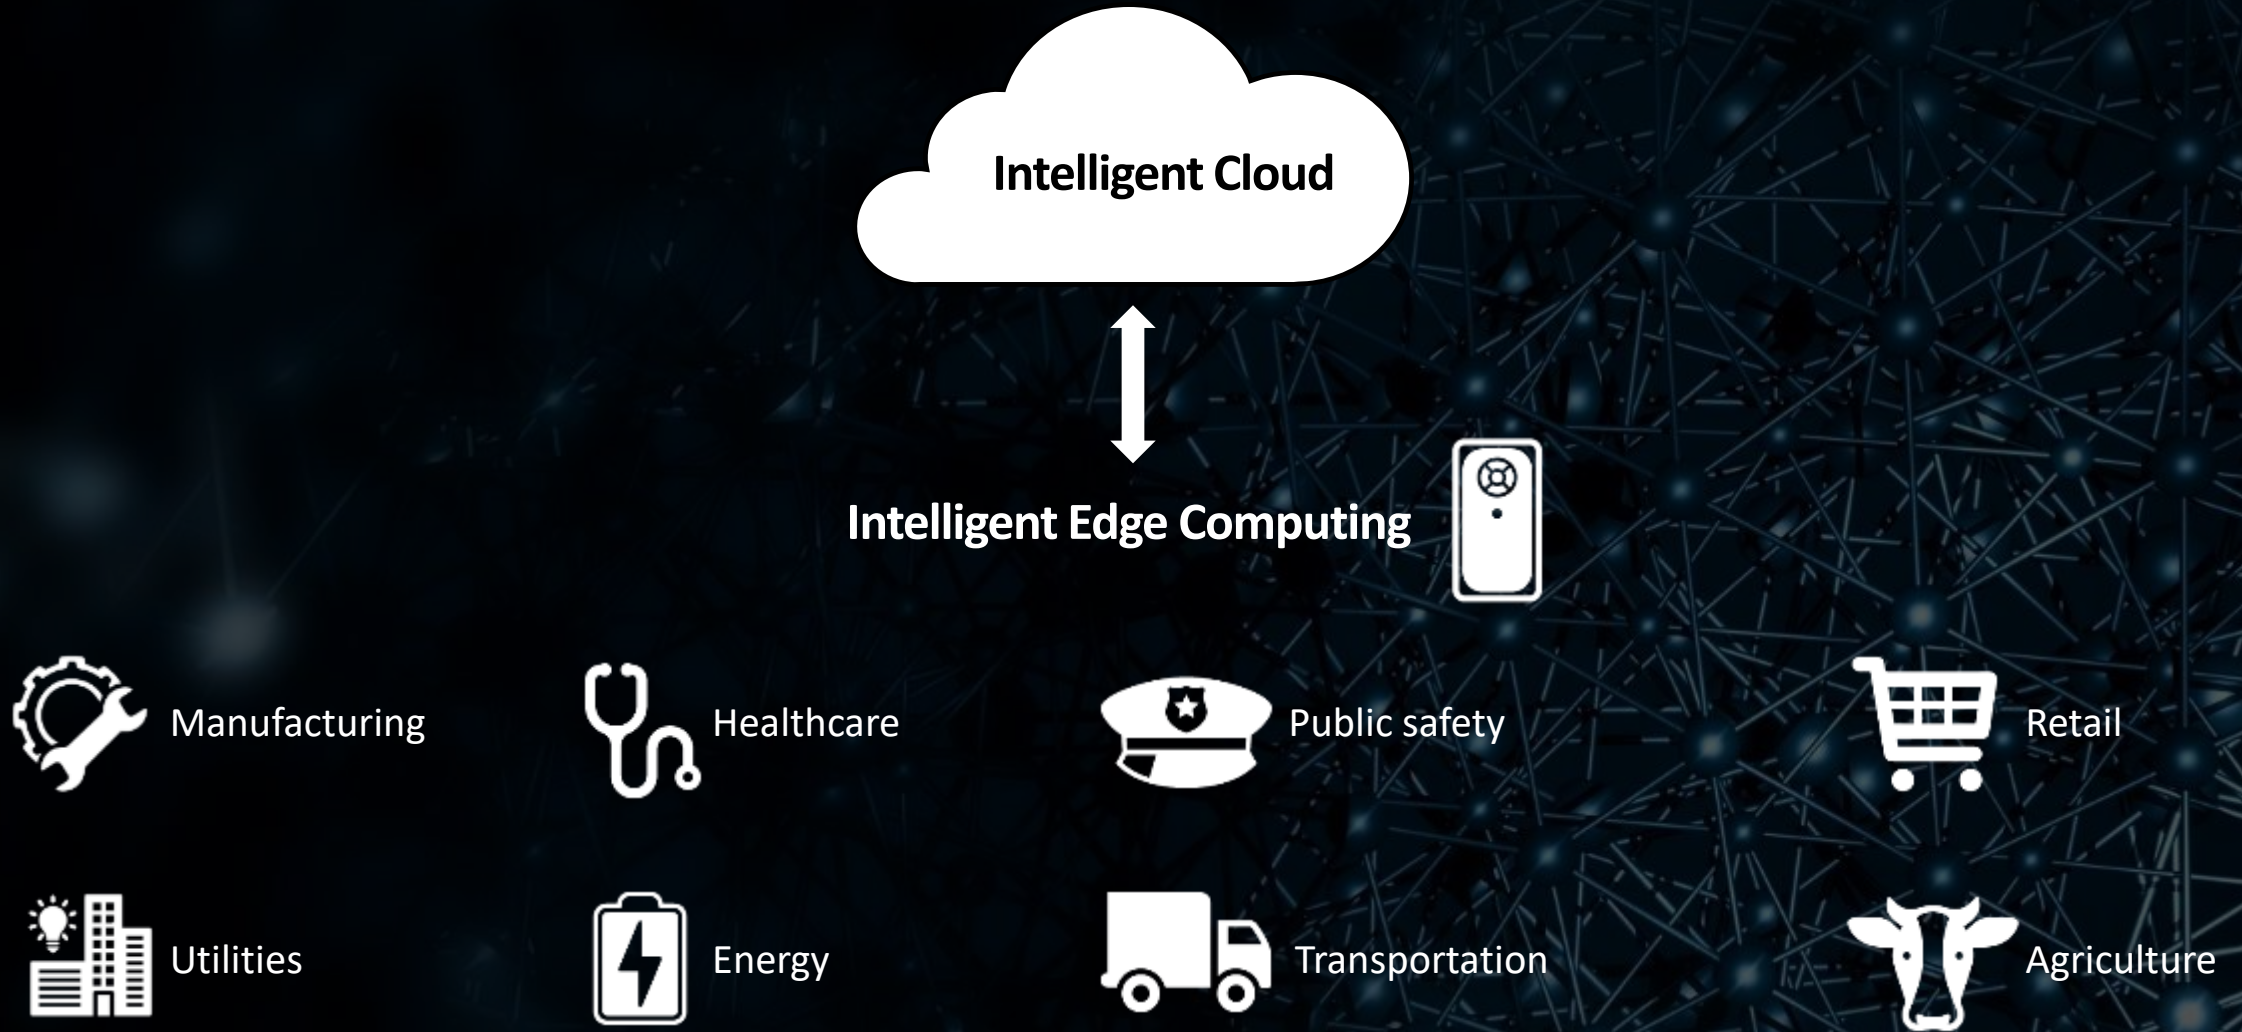 Intelligent Cloud
Intelligent Edge Computing
Manufacturing
Healthcare
Public safety
Retail
Utilities
Energy
Transportation
Agriculture